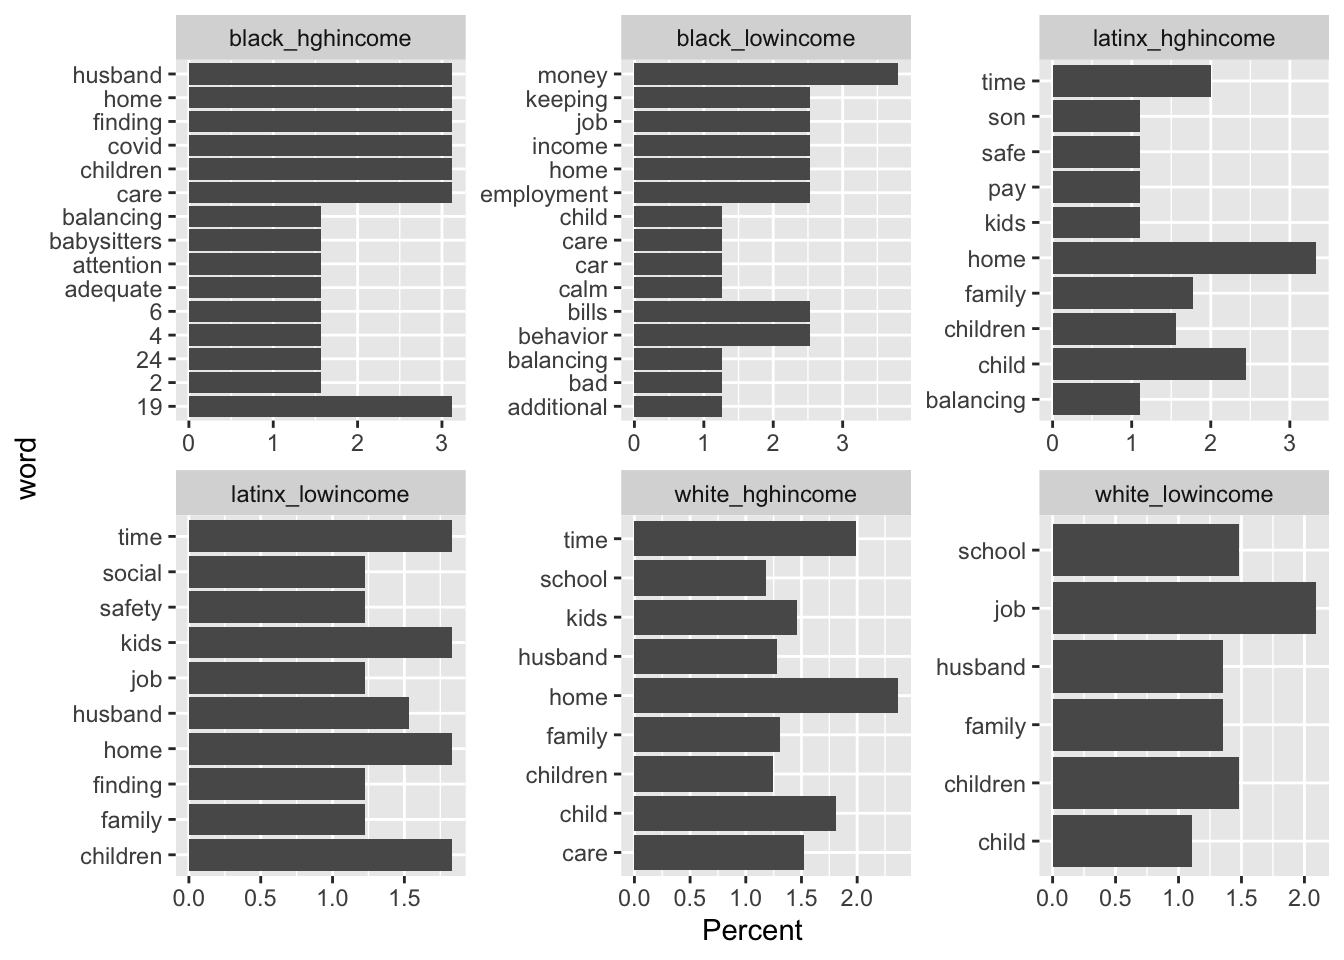 black_hghincome
husband
home
finding
covid
children
care
balancing
babysitters
attention
adequate
6
4
24
2
19
0 1 2 3
black_lowincome
money
keeping
job
income
home
employment
child
care
car
calm
bills
behavior
balancing
bad
additional
0 1 2 3
latinx_hghincome
time
son
safe
pay
kids
home
family
children
child
balancing
0 1 2 3
word
latinx_lowincome
time
social
safety
kids
job
husband
home
finding
family
children
0.0 0.5 1.0 1.5
white_hghincome
time
school
kids
husband
home
family
children
child
care
0.0 0.5 1.0 1.5 2.0
white_lowincome
school
job
husband
family
children
child
0.0 0.5 1.0 1.5 2.0
Percent